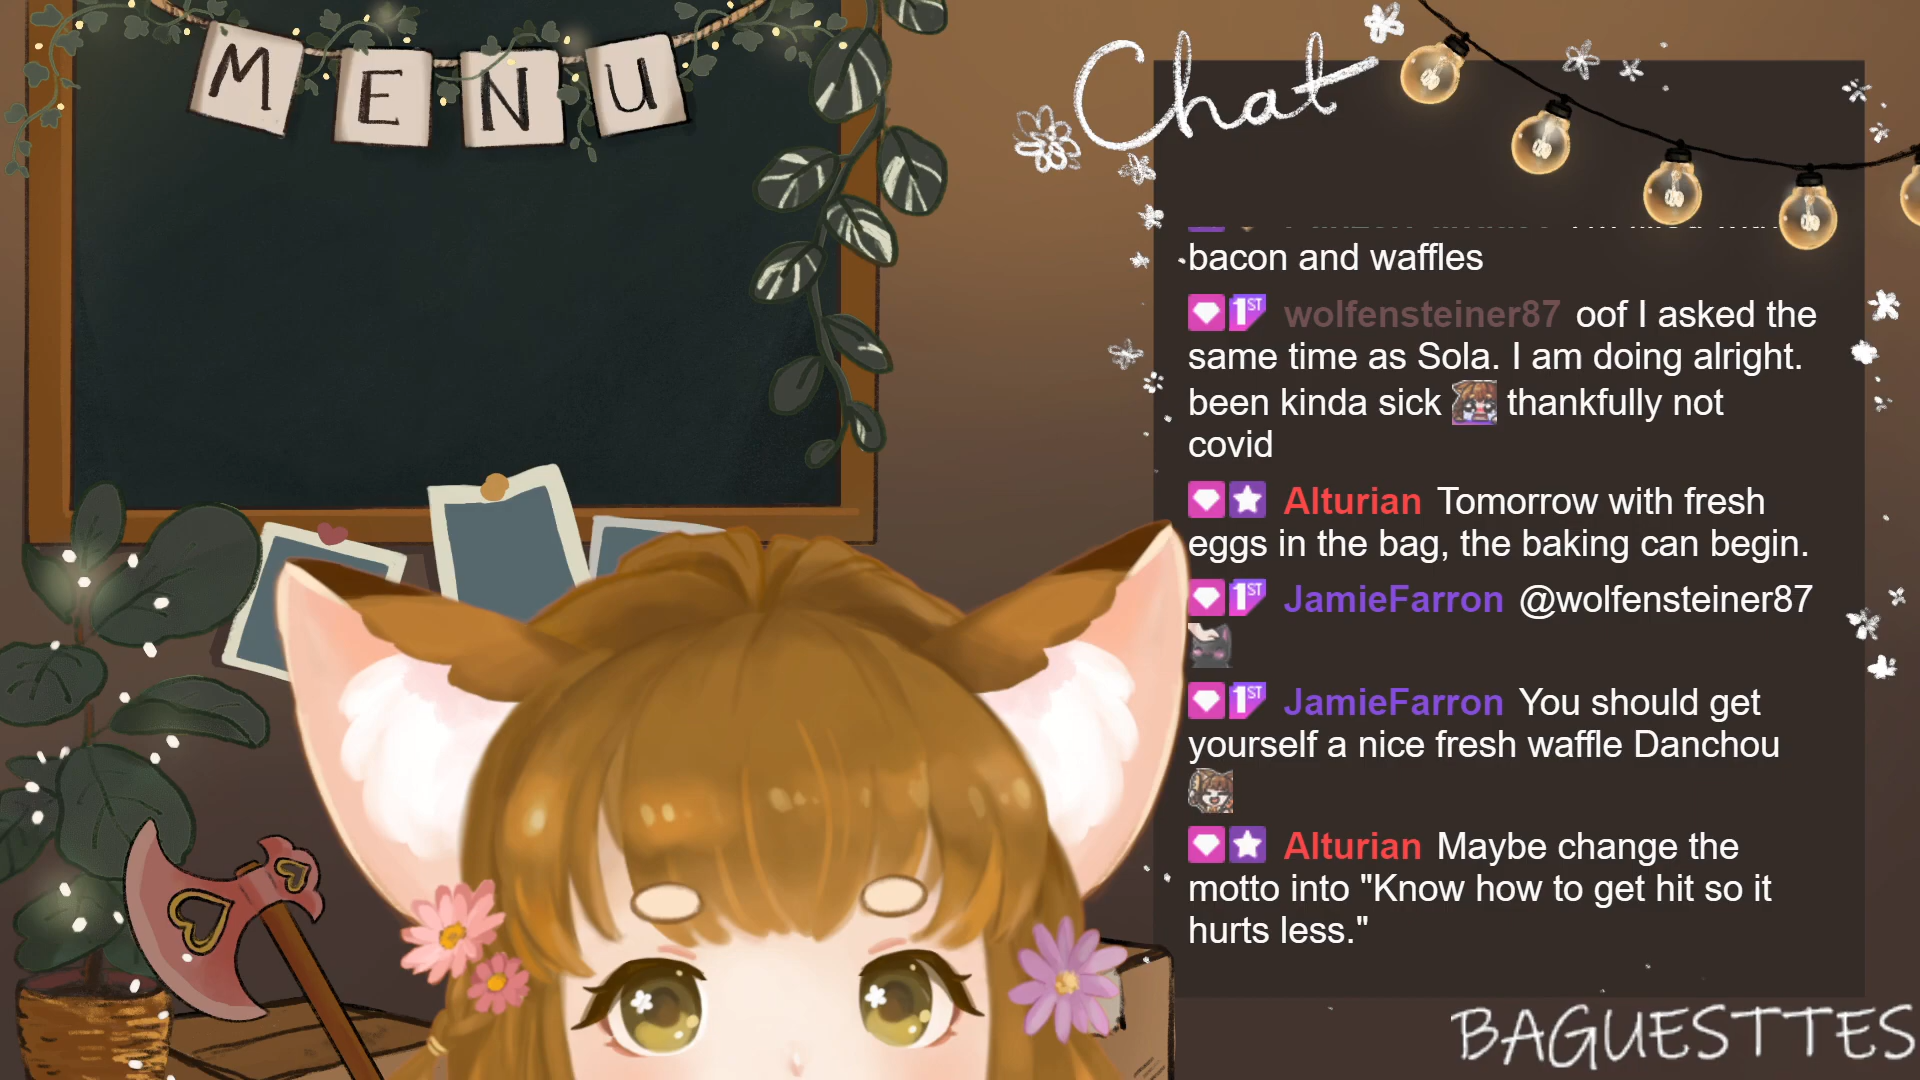 MENU
Chat
bacon and waffles
wolfensteiner87 oof I asked the
same time as Sola. I am doing alright.
been kinda sick thankfully not
covid
Alturian Tomorrow with fresh
eggs in the bag, the baking can begin.
JamieFarron @wolfensteiner87
JamieFarron You should get
yourself a nice fresh waffle Danchou
Alturian Maybe change the
motto into "Know how to get hit so it
hurts less."
BAGUESTTES